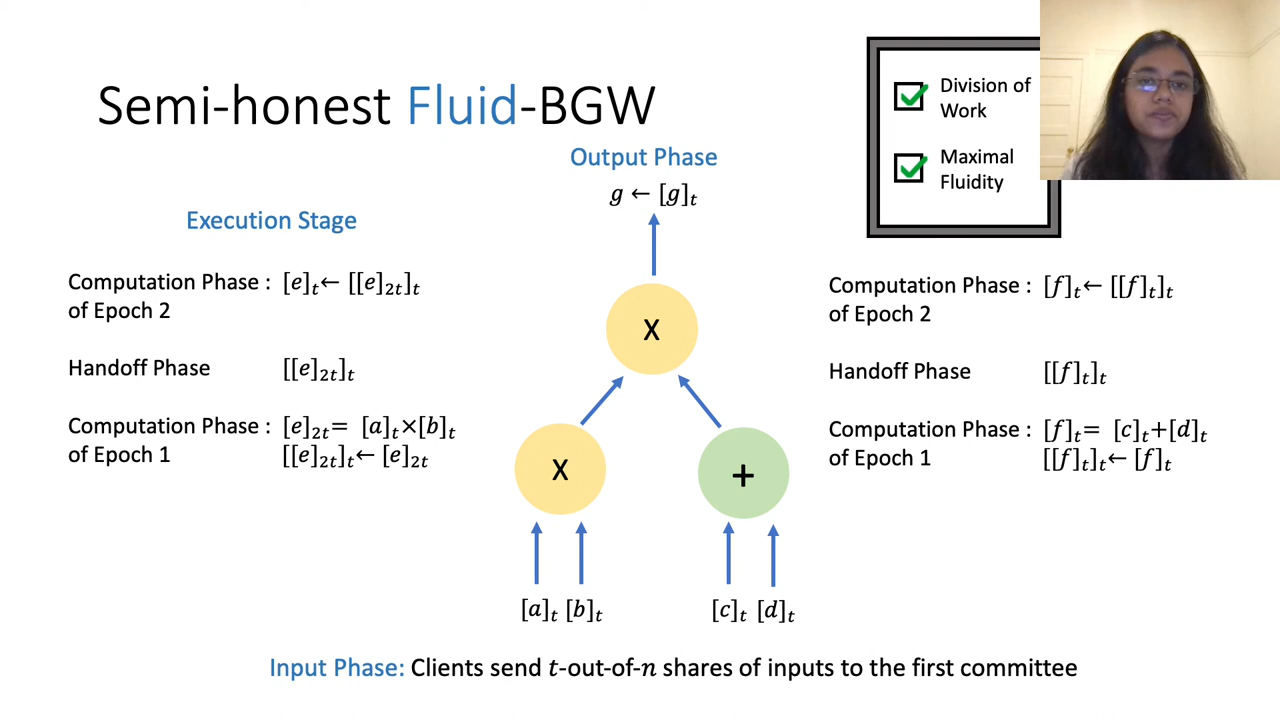 Semi-honest Fluid-BGW
Division of
Work
Maximal
Fluidity
Output Phase
g ← [g]ₜ
Execution Stage
Computation Phase : [e]ₜ← [[e]₂ₜ]ₜ
of Epoch 2
Handoff Phase [[e]₂ₜ]ₜ
Computation Phase : [e]₂ₜ= [a]ₜ×[b]ₜ
of Epoch 1 [[e]₂ₜ]ₜ← [e]₂ₜ
X
X
+
[a]ₜ [b]ₜ
[c]ₜ [d]ₜ
Computation Phase : [f]ₜ← [[f]ₜ]ₜ
of Epoch 2
Handoff Phase [[f]ₜ]ₜ
Computation Phase : [f]ₜ= [c]ₜ+[d]ₜ
of Epoch 1 [[f]ₜ]ₜ← [f]ₜ
Input Phase: Clients send t-out-of-n shares of inputs to the first committee